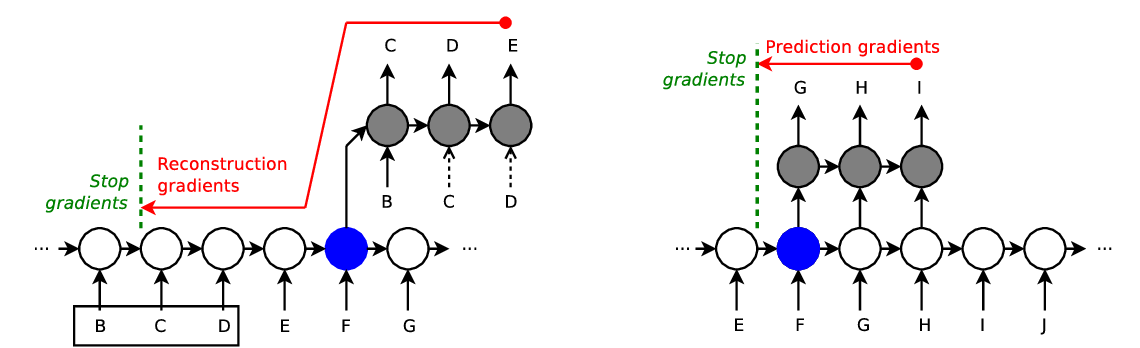 C D E
Reconstruction
gradients
Stop
gradients
B C D
... ...
B C D E F G
Prediction gradients
Stop
gradients
G H I
... ...
E F G H I J